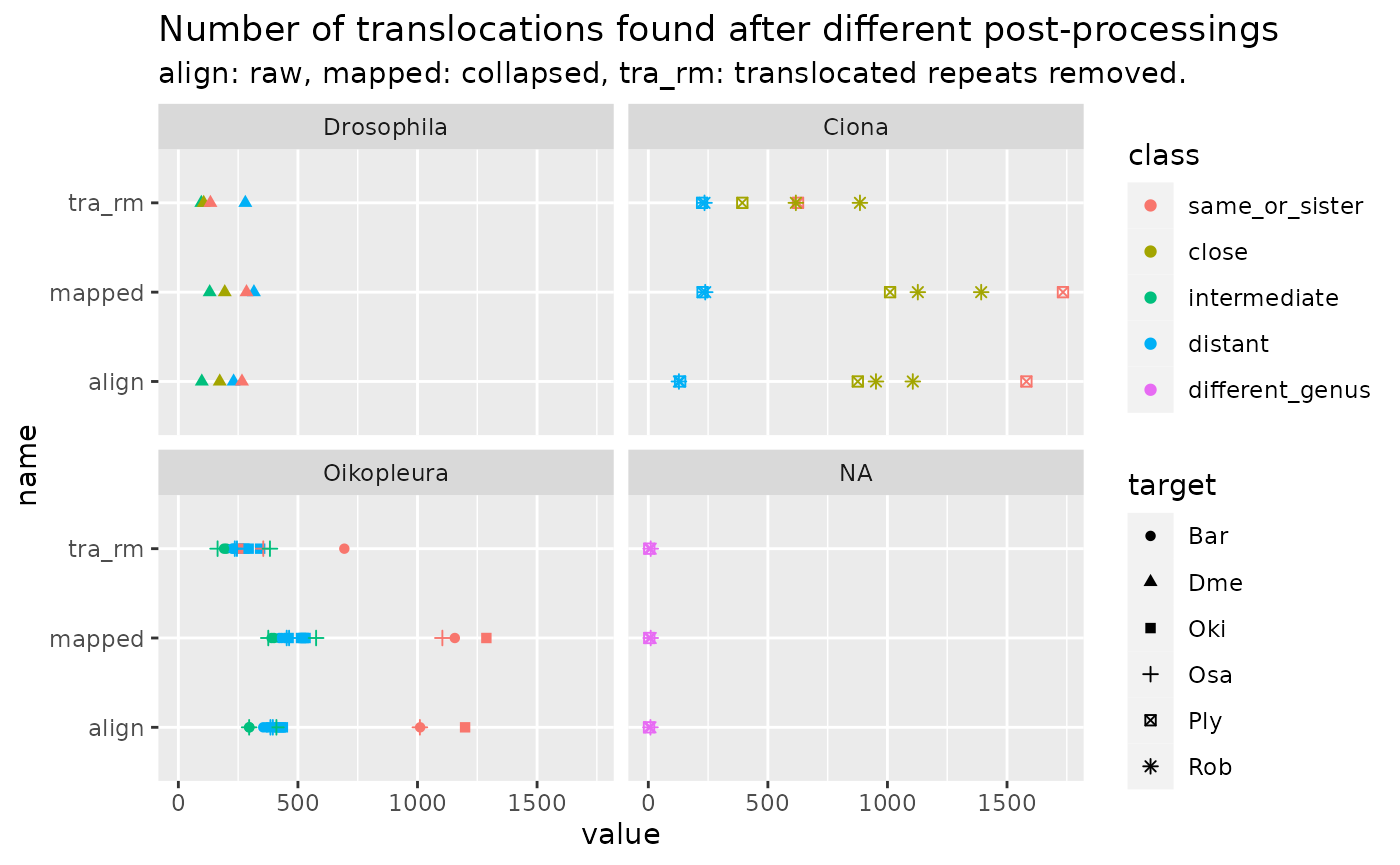 Number of translocations found after different post-processings
align: raw, mapped: collapsed, tra_rm: translocated repeats removed.
Drosophila
Ciona
tra_rm
mapped
align
Oikopleura
NA
tra_rm
mapped
align
0
500
1000
1500
0
500
1000
1500
value
name
class
same_or_sister
close
intermediate
distant
different_genus
target
Bar
Dme
Oki
Osa
Ply
Rob